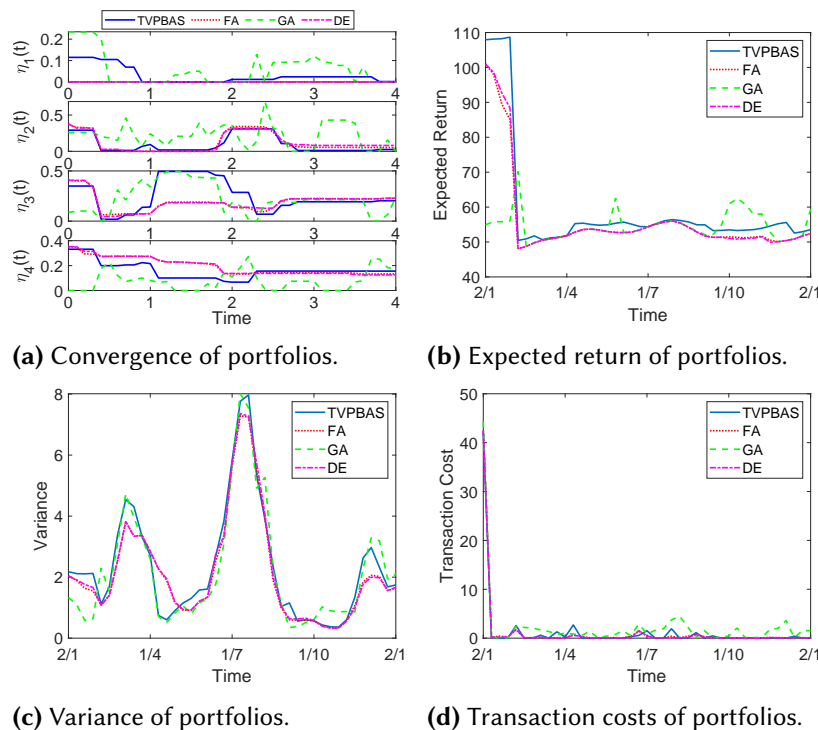 TVPBAS FA GA DE
η1(t)
0.2
0.1
0
0 1 2 3 4
η2(t)
0.5
0
0 1 2 3 4
η3(t)
0.5
0
0 1 2 3 4
η4(t)
0.4
0.2
0
0 1 2 3 4
Time
(a) Convergence of portfolios.
Expected Return
110
100
90
80
70
60
50
40
2/1 1/4 1/7 1/10 2/1
Time
TVPBAS
FA
GA
DE
(b) Expected return of portfolios.
Variance
8
6
4
2
0
2/1 1/4 1/7 1/10 2/1
Time
TVPBAS
FA
GA
DE
(c) Variance of portfolios.
Transaction Cost
50
40
30
20
10
0
2/1 1/4 1/7 1/10 2/1
Time
TVPBAS
FA
GA
DE
(d) Transaction costs of portfolios.